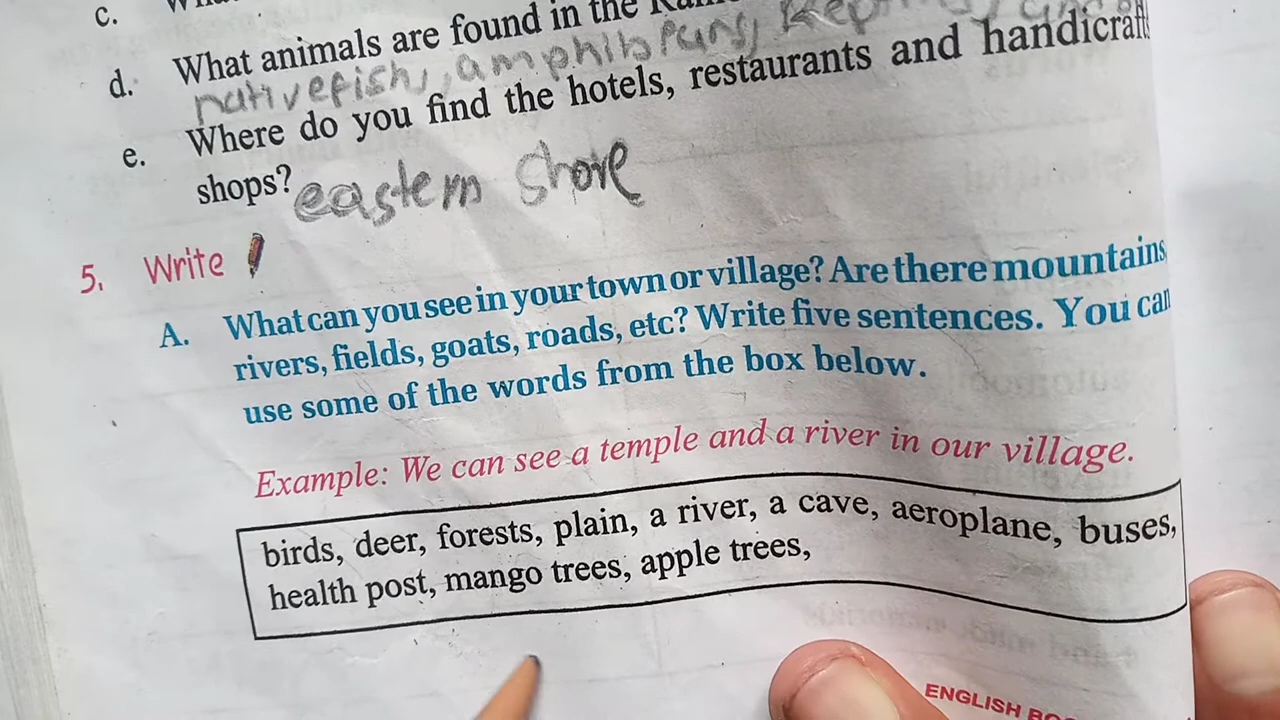 c.
d. What animals are found in the
nativefish, amphibians,
e. Where do you find the hotels, restaurants and handicraft
shops? eastern shore
5. Write
A. What can you see in your town or village? Are there mountains,
rivers, fields, goats, roads, etc? Write five sentences. You can
use some of the words from the box below.
Example: We can see a temple and a river in our village.
birds, deer, forests, plain, a river, a cave, aeroplane, buses,
health post, mango trees, apple trees,
ENGLISH